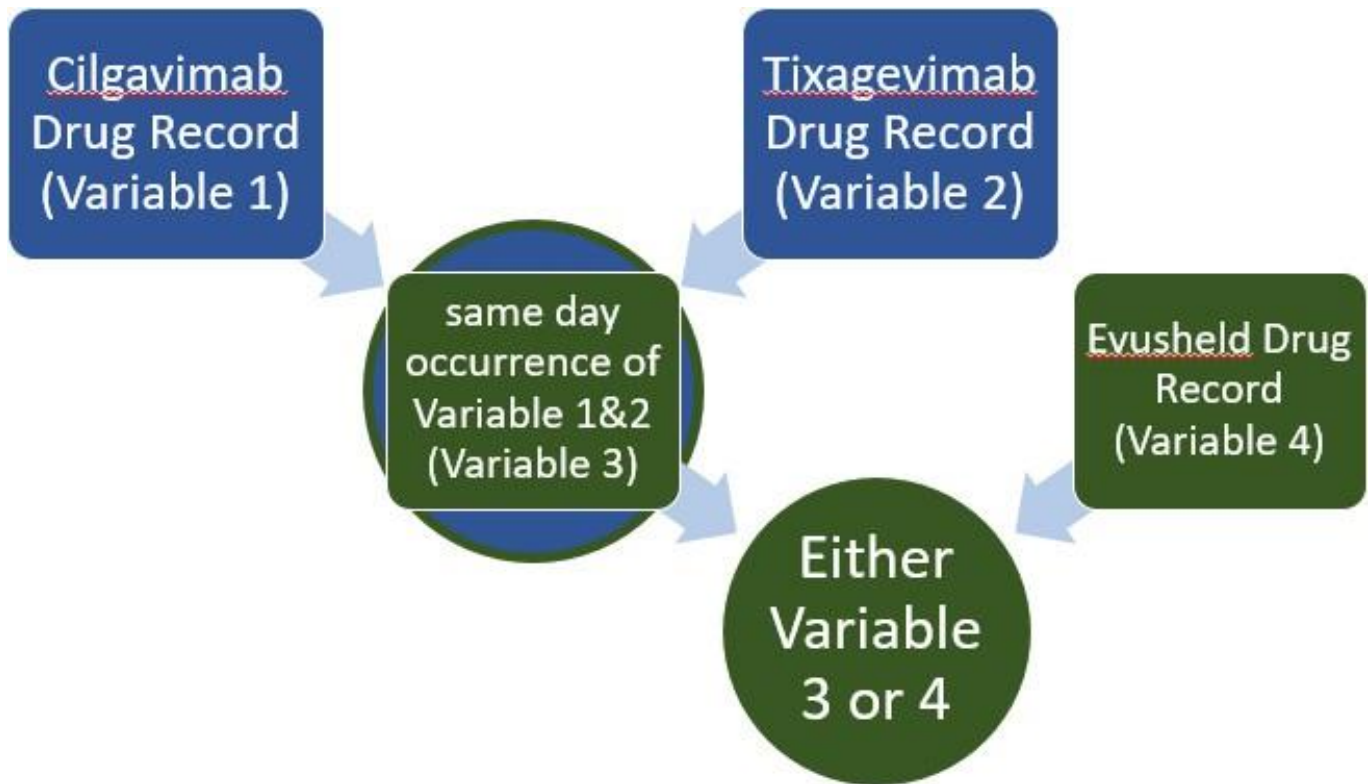 Cilgavimab
Drug Record
(Variable 1)
Tixagevimab
Drug Record
(Variable 2)
same day
occurrence of
Variable 1&2
(Variable 3)
Evusheld Drug
Record
(Variable 4)
Either
Variable
3 or 4